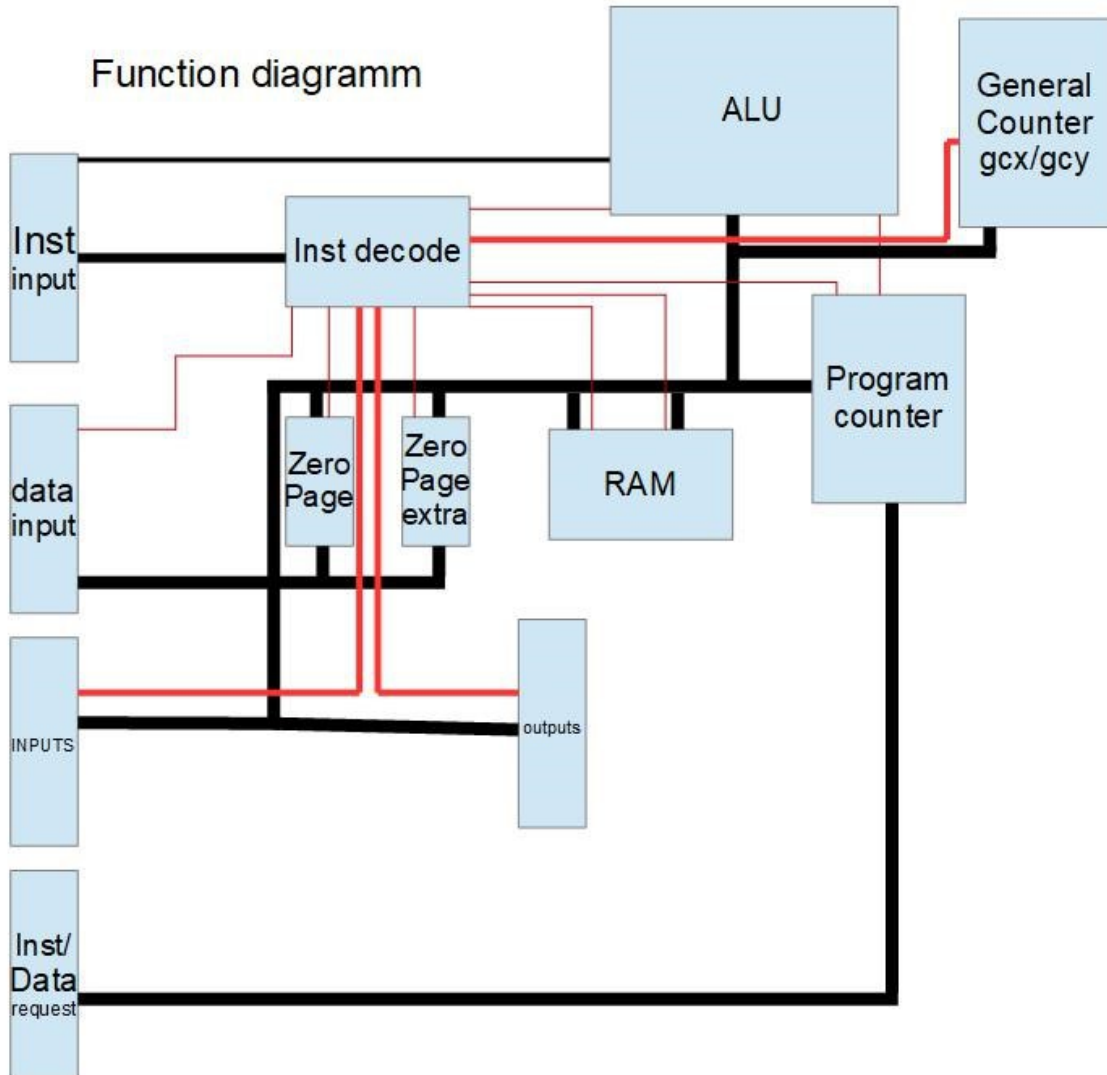 Function diagramm
ALU
General
Counter
gcx/gcy
Inst
input
Inst decode
Program
counter
data
input
Zero
Page
Zero
Page
extra
RAM
INPUTS
outputs
Inst/
Data
request